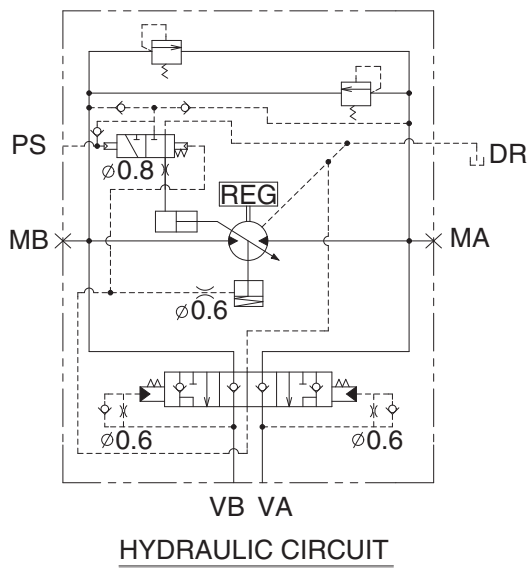 PS
DR
⌀0.8
REG
MB
MA
⌀0.6
⌀0.6
⌀0.6
VB VA
HYDRAULIC CIRCUIT